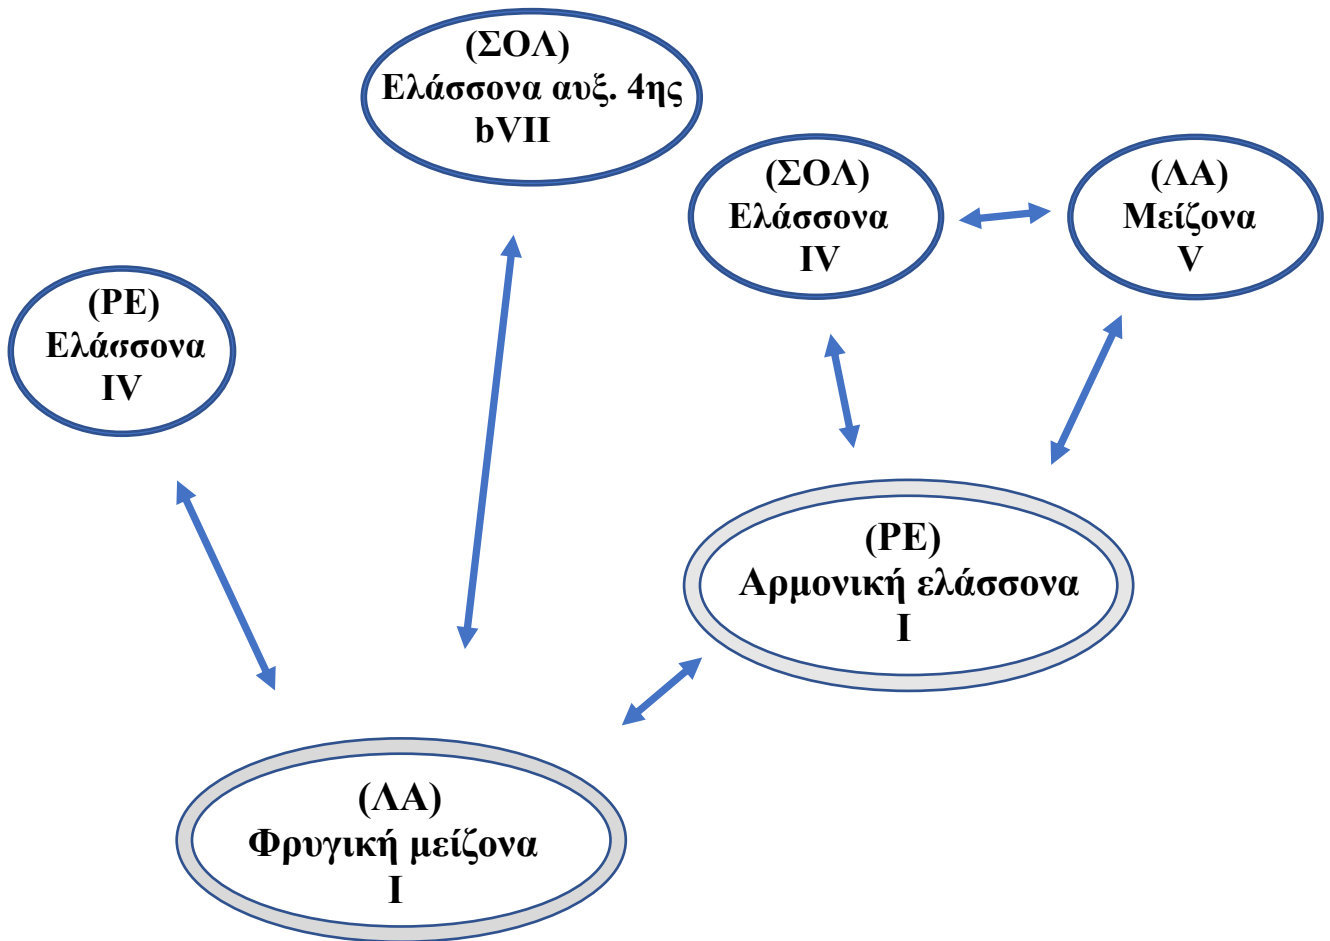 (ΣΟΛ)
Ελάσσονα αυξ. 4ης
bVII
(ΣΟΛ)
Ελάσσονα
IV
(ΛΑ)
Μείζονα
V
(ΡΕ)
Ελάσσονα
IV
(ΡΕ)
Αρμονική ελάσσονα
I
(ΛΑ)
Φρυγική μείζονα
I